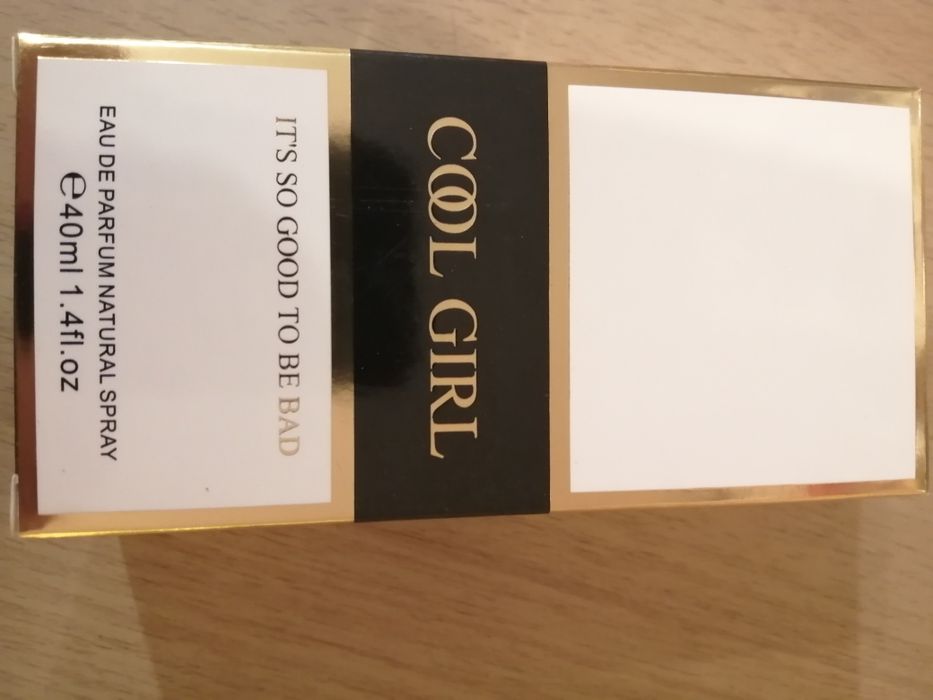 COOL GIRL
IT'S SO GOOD TO BE BAD
EAU DE PARFUM NATURAL SPRAY
℮40ml 1.4fl.oz